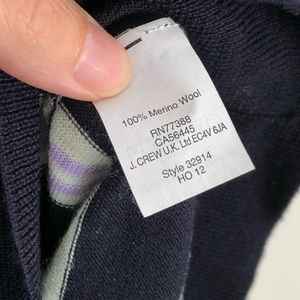 100% Merino Wool
RN77388
CA56445
J. CREW U.K. Ltd EC4V 6JA
Style 32914
HO 12